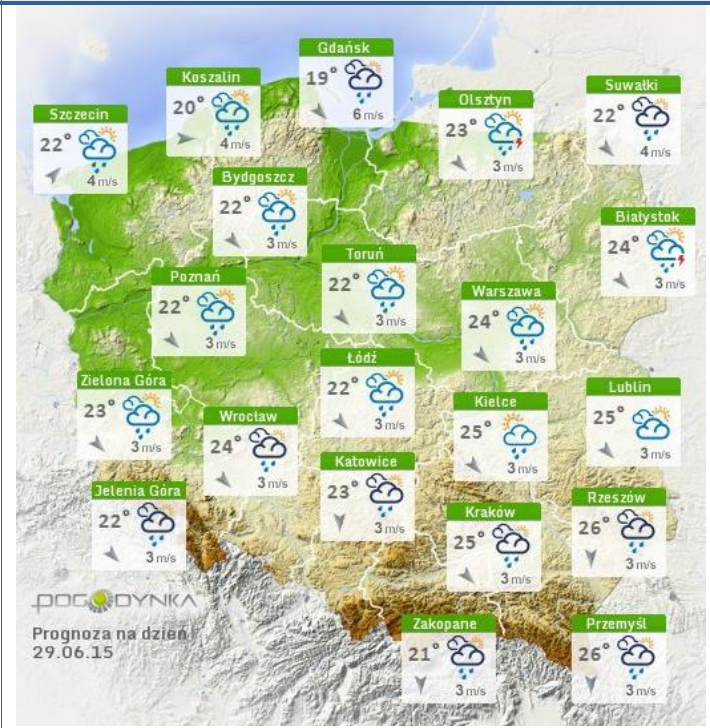 Gdańsk
19°
6 m/s
Koszalin
20°
4 m/s
Suwałki
22°
4 m/s
Olsztyn
23°
3 m/s
Szczecin
22°
4 m/s
Bydgoszcz
22°
3 m/s
Białystok
24°
3 m/s
Toruń
22°
3 m/s
Poznań
22°
3 m/s
Warszawa
24°
3 m/s
Łódź
22°
3 m/s
Zielona Góra
23°
3 m/s
Lublin
25°
3 m/s
Kielce
25°
3 m/s
Wrocław
24°
3 m/s
Katowice
23°
3 m/s
Jelenia Góra
22°
3 m/s
Rzeszów
26°
3 m/s
Kraków
25°
3 m/s
POGODYNKA
Prognoza na dzień
29.06.15
Zakopane
21°
3 m/s
Przemyśl
26°
3 m/s